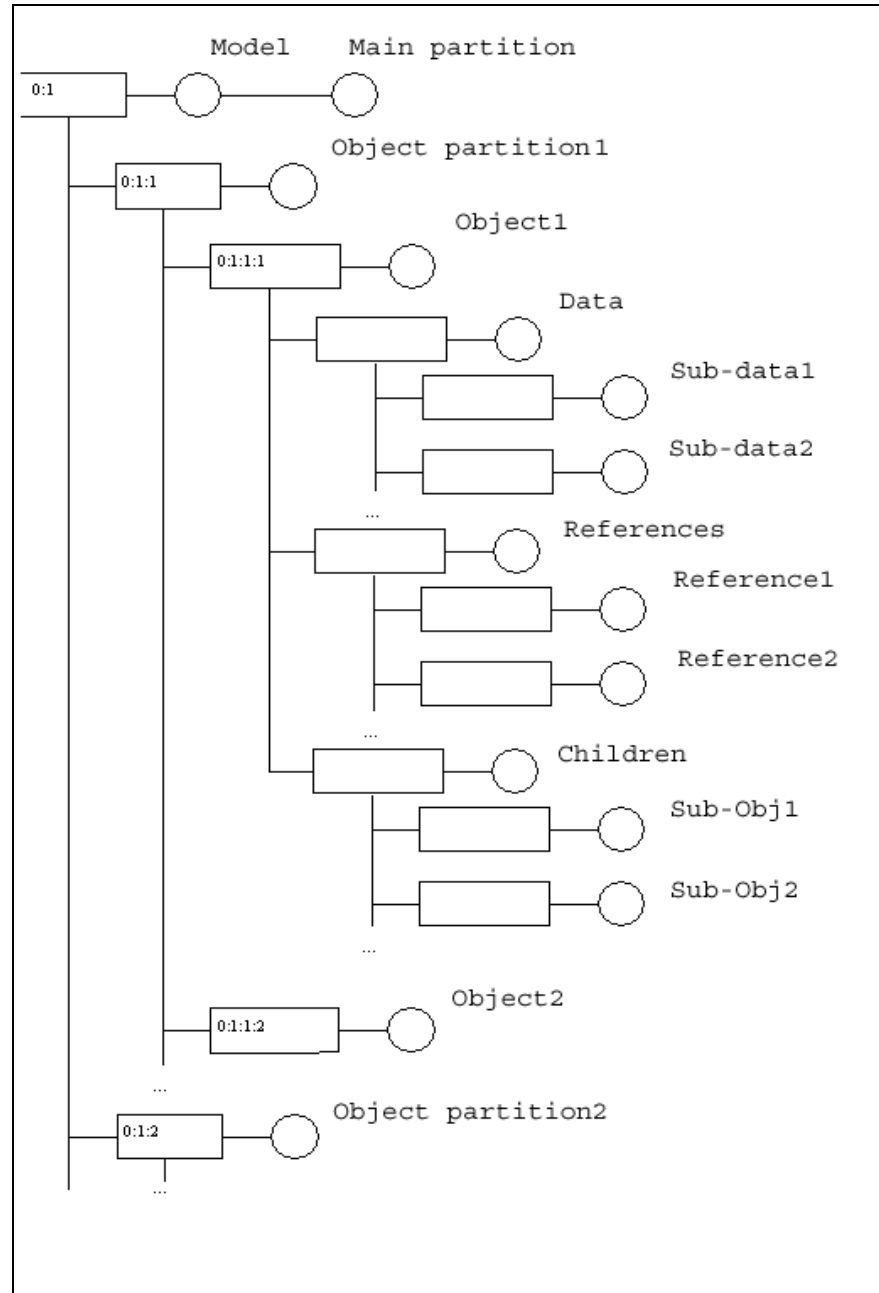 Model Main partition
0:1
Object partition1
0:1:1
Object1
0:1:1:1
Data
Sub-data1
Sub-data2
...
References
Reference1
Reference2
...
Children
Sub-Obj1
Sub-Obj2
...
Object2
0:1:1:2
...
Object partition2
0:1:2
...